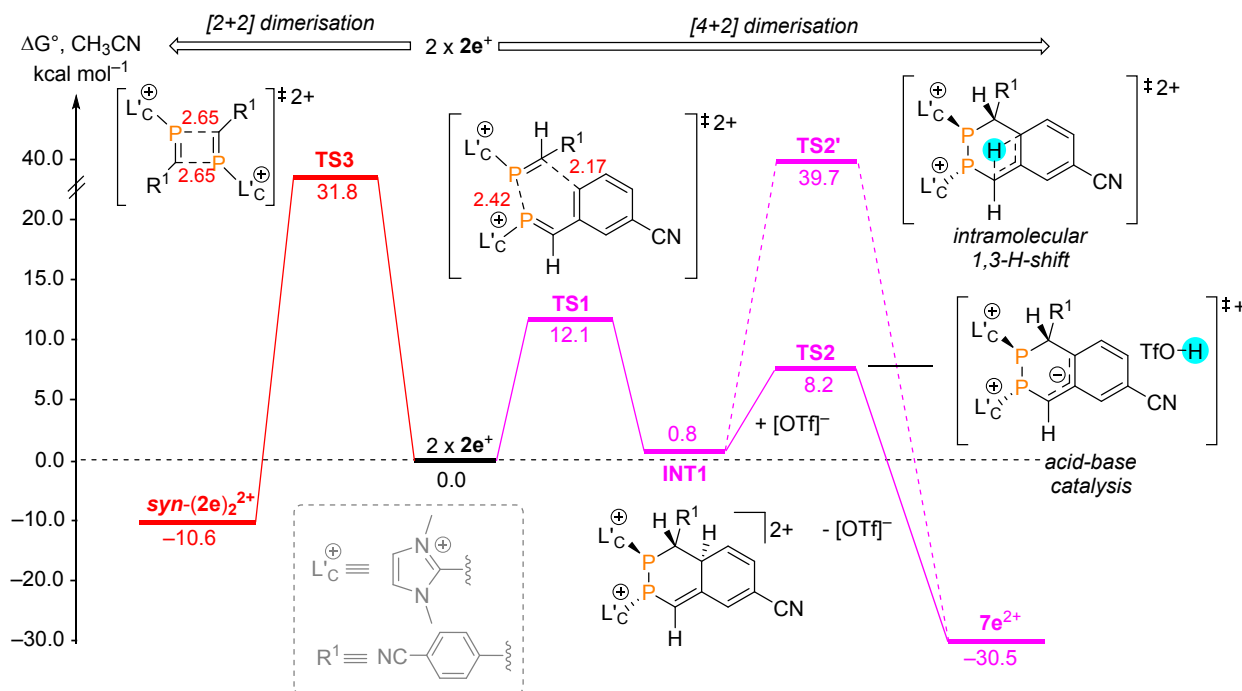 [2+2] dimerisation
[4+2] dimerisation
ΔG°, CH3CN
kcal mol–1
2 x 2e+
40.0
20.0
15.0
10.0
5.0
0.0
–10.0
–20.0
–30.0
L'C
⊕
P
2.65
R1
R1
2.65
P
L'C
⊕
‡ 2+
TS3
31.8
H
R1
⊕
L'C
P
2.17
2.42
⊕
L'C
P
H
CN
‡ 2+
TS1
12.1
TS2'
39.7
H
R1
⊕
L'C
P
H
⊕
P
L'C
H
CN
‡ 2+
intramolecular
1,3-H-shift
TS2
8.2
⊕
H
R1
L'C
P
TfO–H
⊕
P
⊖
L'C
H
CN
‡ +
acid-base
catalysis
2 x 2e+
0.0
0.8
INT1
+ [OTf]–
syn-(2e)22+
–10.6
L'C
⊕
≡
N
⊕
N
R1 ≡ NC
⊕
H
R1
H
L'C
P
⊕
P
L'C
H
CN
2+
- [OTf]–
7e2+
–30.5